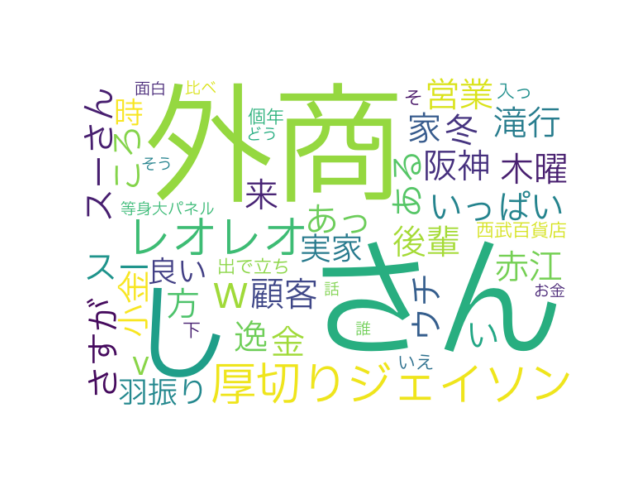 面白
比べ
外商
個年
どう
そ
営業
入っ
スーさん
時
ころ
そう
家
冬
滝行
阪神
木曜
来
ある
等身大パネル
レオレオ
あっ
いっぱい
後輩
西武百貨店
実家
スー
良い
出で立ち
赤江
さすが
小金
方
w
顧客
話
ウチ
お金
し
さん
い
下
v
逸
金
誰
いえ
羽振り
厚切りジェイソン